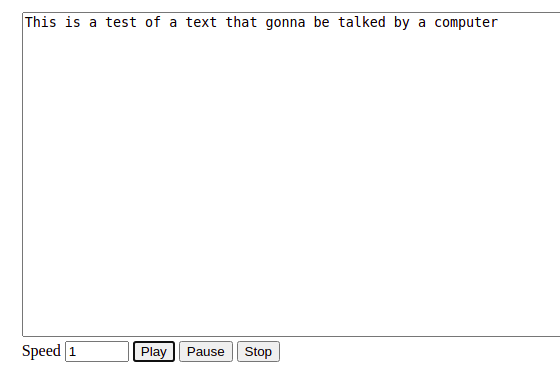 This is a test of a text that gonna be talked by a computer
Speed 1 Play Pause Stop